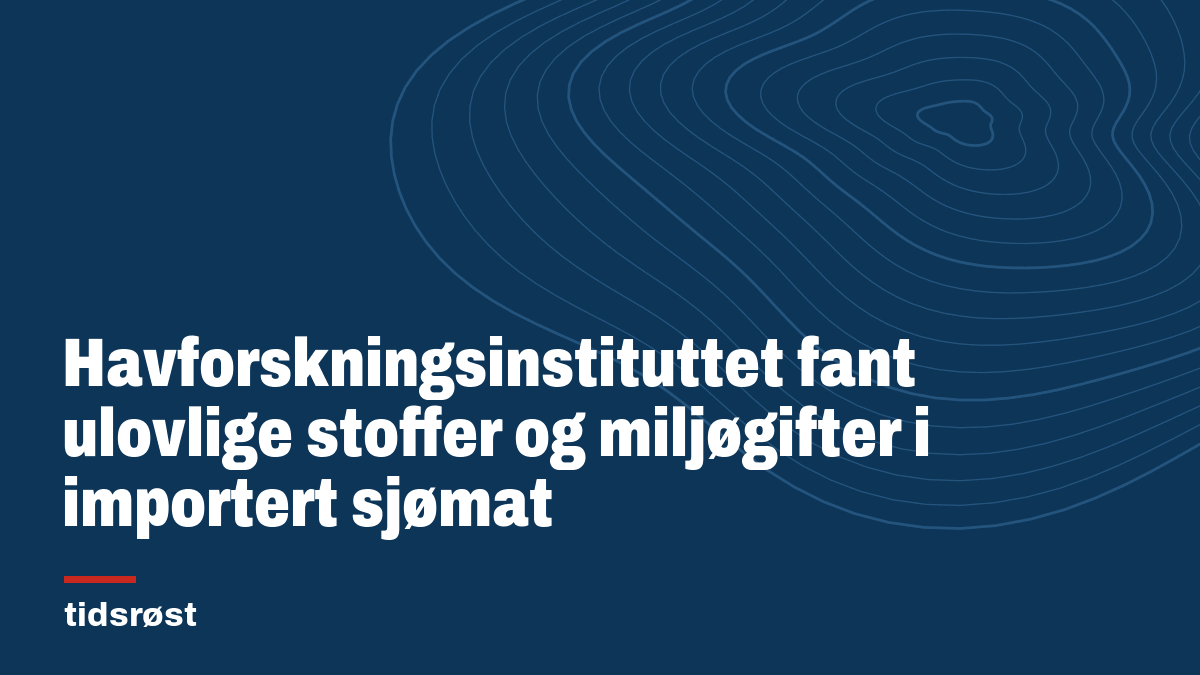 Havforskningsinstituttet fant
ulovlige stoffer og miljøgifter i
importert sjømat
tidsrøst